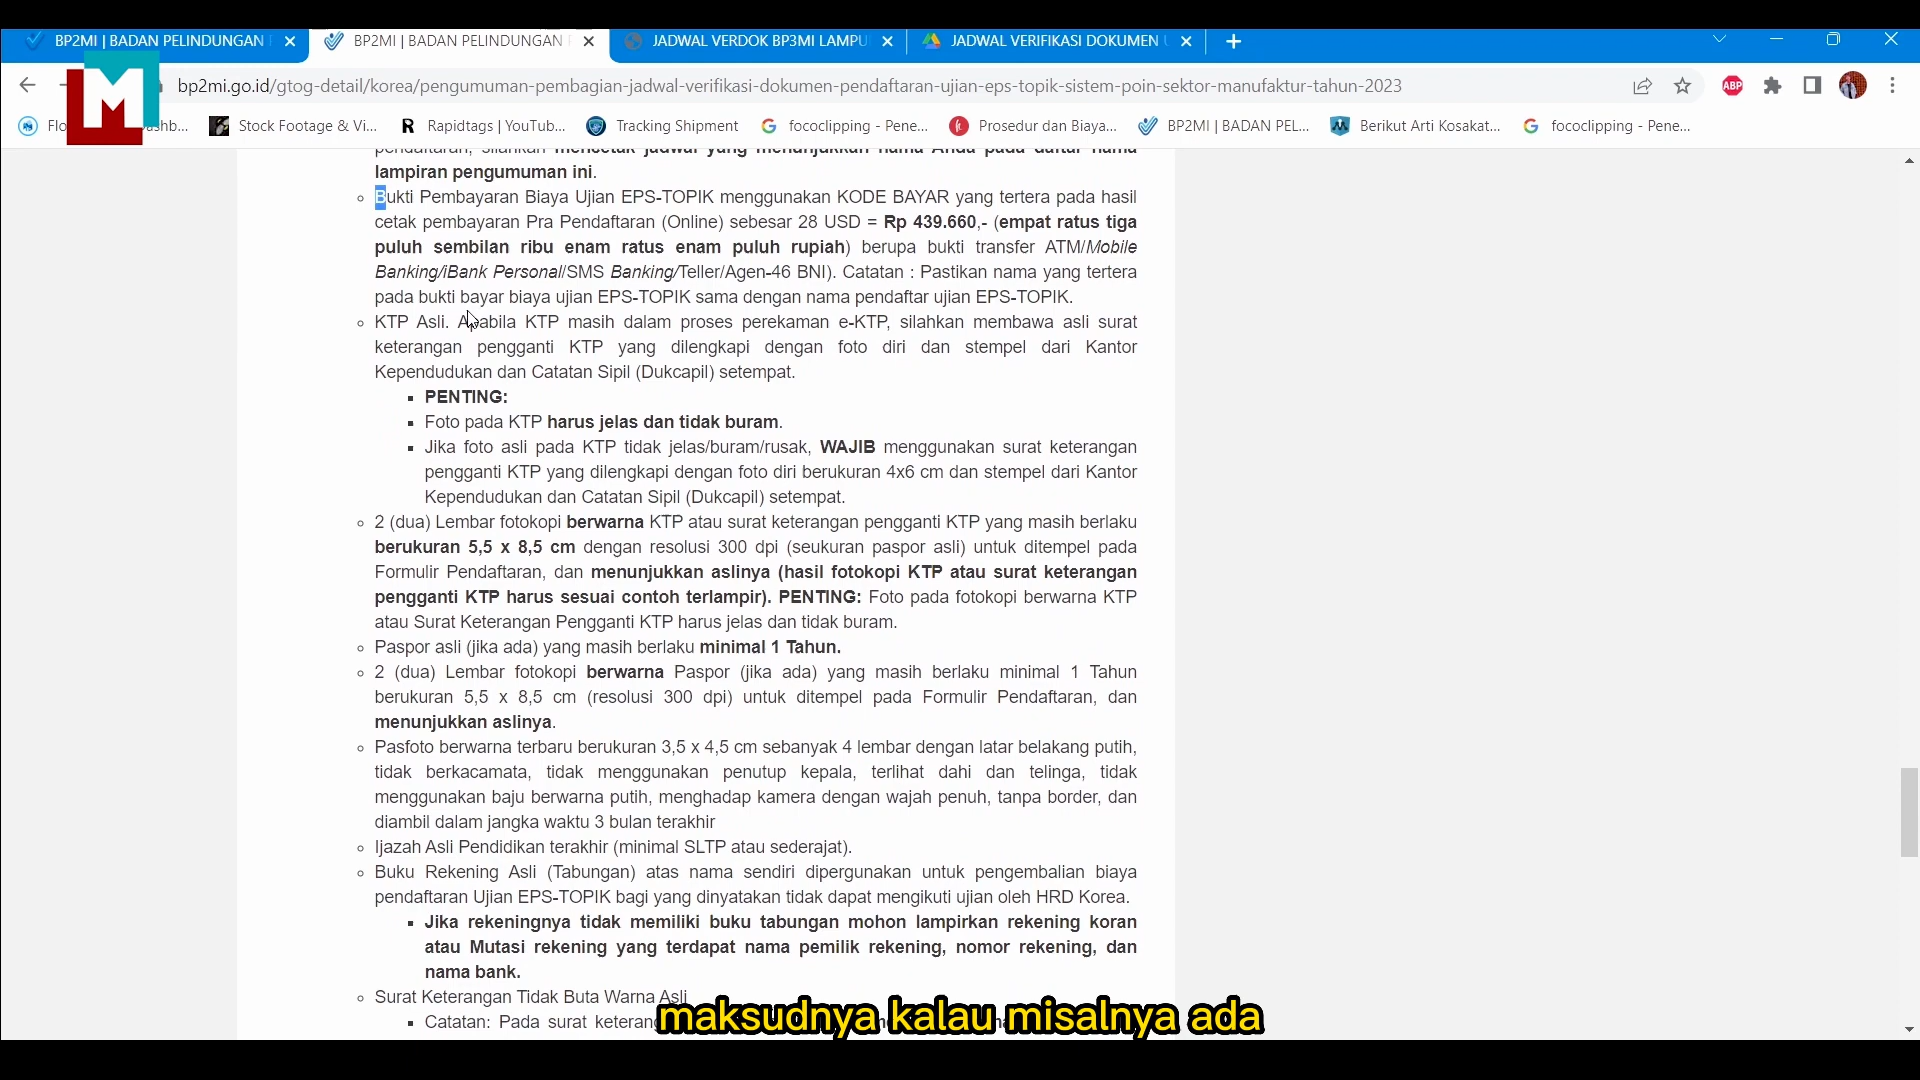 BP2MI | BADAN PELINDUNGAN
BP2MI | BADAN PELINDUNGAN
JADWAL VERDOK BP3MI LAMPU
JADWAL VERIFIKASI DOKUMEN
M
bp2mi.go.id/gtog-detail/korea/pengumuman-pembagian-jadwal-verifikasi-dokumen-pendaftaran-ujian-eps-topik-sistem-poin-sektor-manufaktur-tahun-2023
ABP
Stock Footage & Vi...
Rapidtags | YouTub...
Tracking Shipment
fococlipping - Pene...
Prosedur dan Biaya...
BP2MI | BADAN PEL...
Berikut Arti Kosakat...
fococlipping - Pene...
pendaftaran, silahkan mencetak jadwal yang menunjukkan nama Anda pada daftar nama
lampiran pengumuman ini.
Bukti Pembayaran Biaya Ujian EPS-TOPIK menggunakan KODE BAYAR yang tertera pada hasil
cetak pembayaran Pra Pendaftaran (Online) sebesar 28 USD = Rp 439.660,- (empat ratus tiga
puluh sembilan ribu enam ratus enam puluh rupiah) berupa bukti transfer ATM/Mobile
Banking/iBank Personal/SMS Banking/Teller/Agen-46 BNI). Catatan : Pastikan nama yang tertera
pada bukti bayar biaya ujian EPS-TOPIK sama dengan nama pendaftar ujian EPS-TOPIK.
KTP Asli. Apabila KTP masih dalam proses perekaman e-KTP, silahkan membawa asli surat
keterangan pengganti KTP yang dilengkapi dengan foto diri dan stempel dari Kantor
Kependudukan dan Catatan Sipil (Dukcapil) setempat.
PENTING:
Foto pada KTP harus jelas dan tidak buram.
Jika foto asli pada KTP tidak jelas/buram/rusak, WAJIB menggunakan surat keterangan
pengganti KTP yang dilengkapi dengan foto diri berukuran 4x6 cm dan stempel dari Kantor
Kependudukan dan Catatan Sipil (Dukcapil) setempat.
2 (dua) Lembar fotokopi berwarna KTP atau surat keterangan pengganti KTP yang masih berlaku
berukuran 5,5 x 8,5 cm dengan resolusi 300 dpi (seukuran paspor asli) untuk ditempel pada
Formulir Pendaftaran, dan menunjukkan aslinya (hasil fotokopi KTP atau surat keterangan
pengganti KTP harus sesuai contoh terlampir). PENTING: Foto pada fotokopi berwarna KTP
atau Surat Keterangan Pengganti KTP harus jelas dan tidak buram.
Paspor asli (jika ada) yang masih berlaku minimal 1 Tahun.
2 (dua) Lembar fotokopi berwarna Paspor (jika ada) yang masih berlaku minimal 1 Tahun
berukuran 5,5 x 8,5 cm (resolusi 300 dpi) untuk ditempel pada Formulir Pendaftaran, dan
menunjukkan aslinya.
Pasfoto berwarna terbaru berukuran 3,5 x 4,5 cm sebanyak 4 lembar dengan latar belakang putih,
tidak berkacamata, tidak menggunakan penutup kepala, terlihat dahi dan telinga, tidak
menggunakan baju berwarna putih, menghadap kamera dengan wajah penuh, tanpa border, dan
diambil dalam jangka waktu 3 bulan terakhir
Ijazah Asli Pendidikan terakhir (minimal SLTP atau sederajat).
Buku Rekening Asli (Tabungan) atas nama sendiri dipergunakan untuk pengembalian biaya
pendaftaran Ujian EPS-TOPIK bagi yang dinyatakan tidak dapat mengikuti ujian oleh HRD Korea.
Jika rekeningnya tidak memiliki buku tabungan mohon lampirkan rekening koran
atau Mutasi rekening yang terdapat nama pemilik rekening, nomor rekening, dan
nama bank.
Surat Keterangan Tidak Buta Warna Asli
Catatan: Pada surat
maksudnya kalau misalnya ada